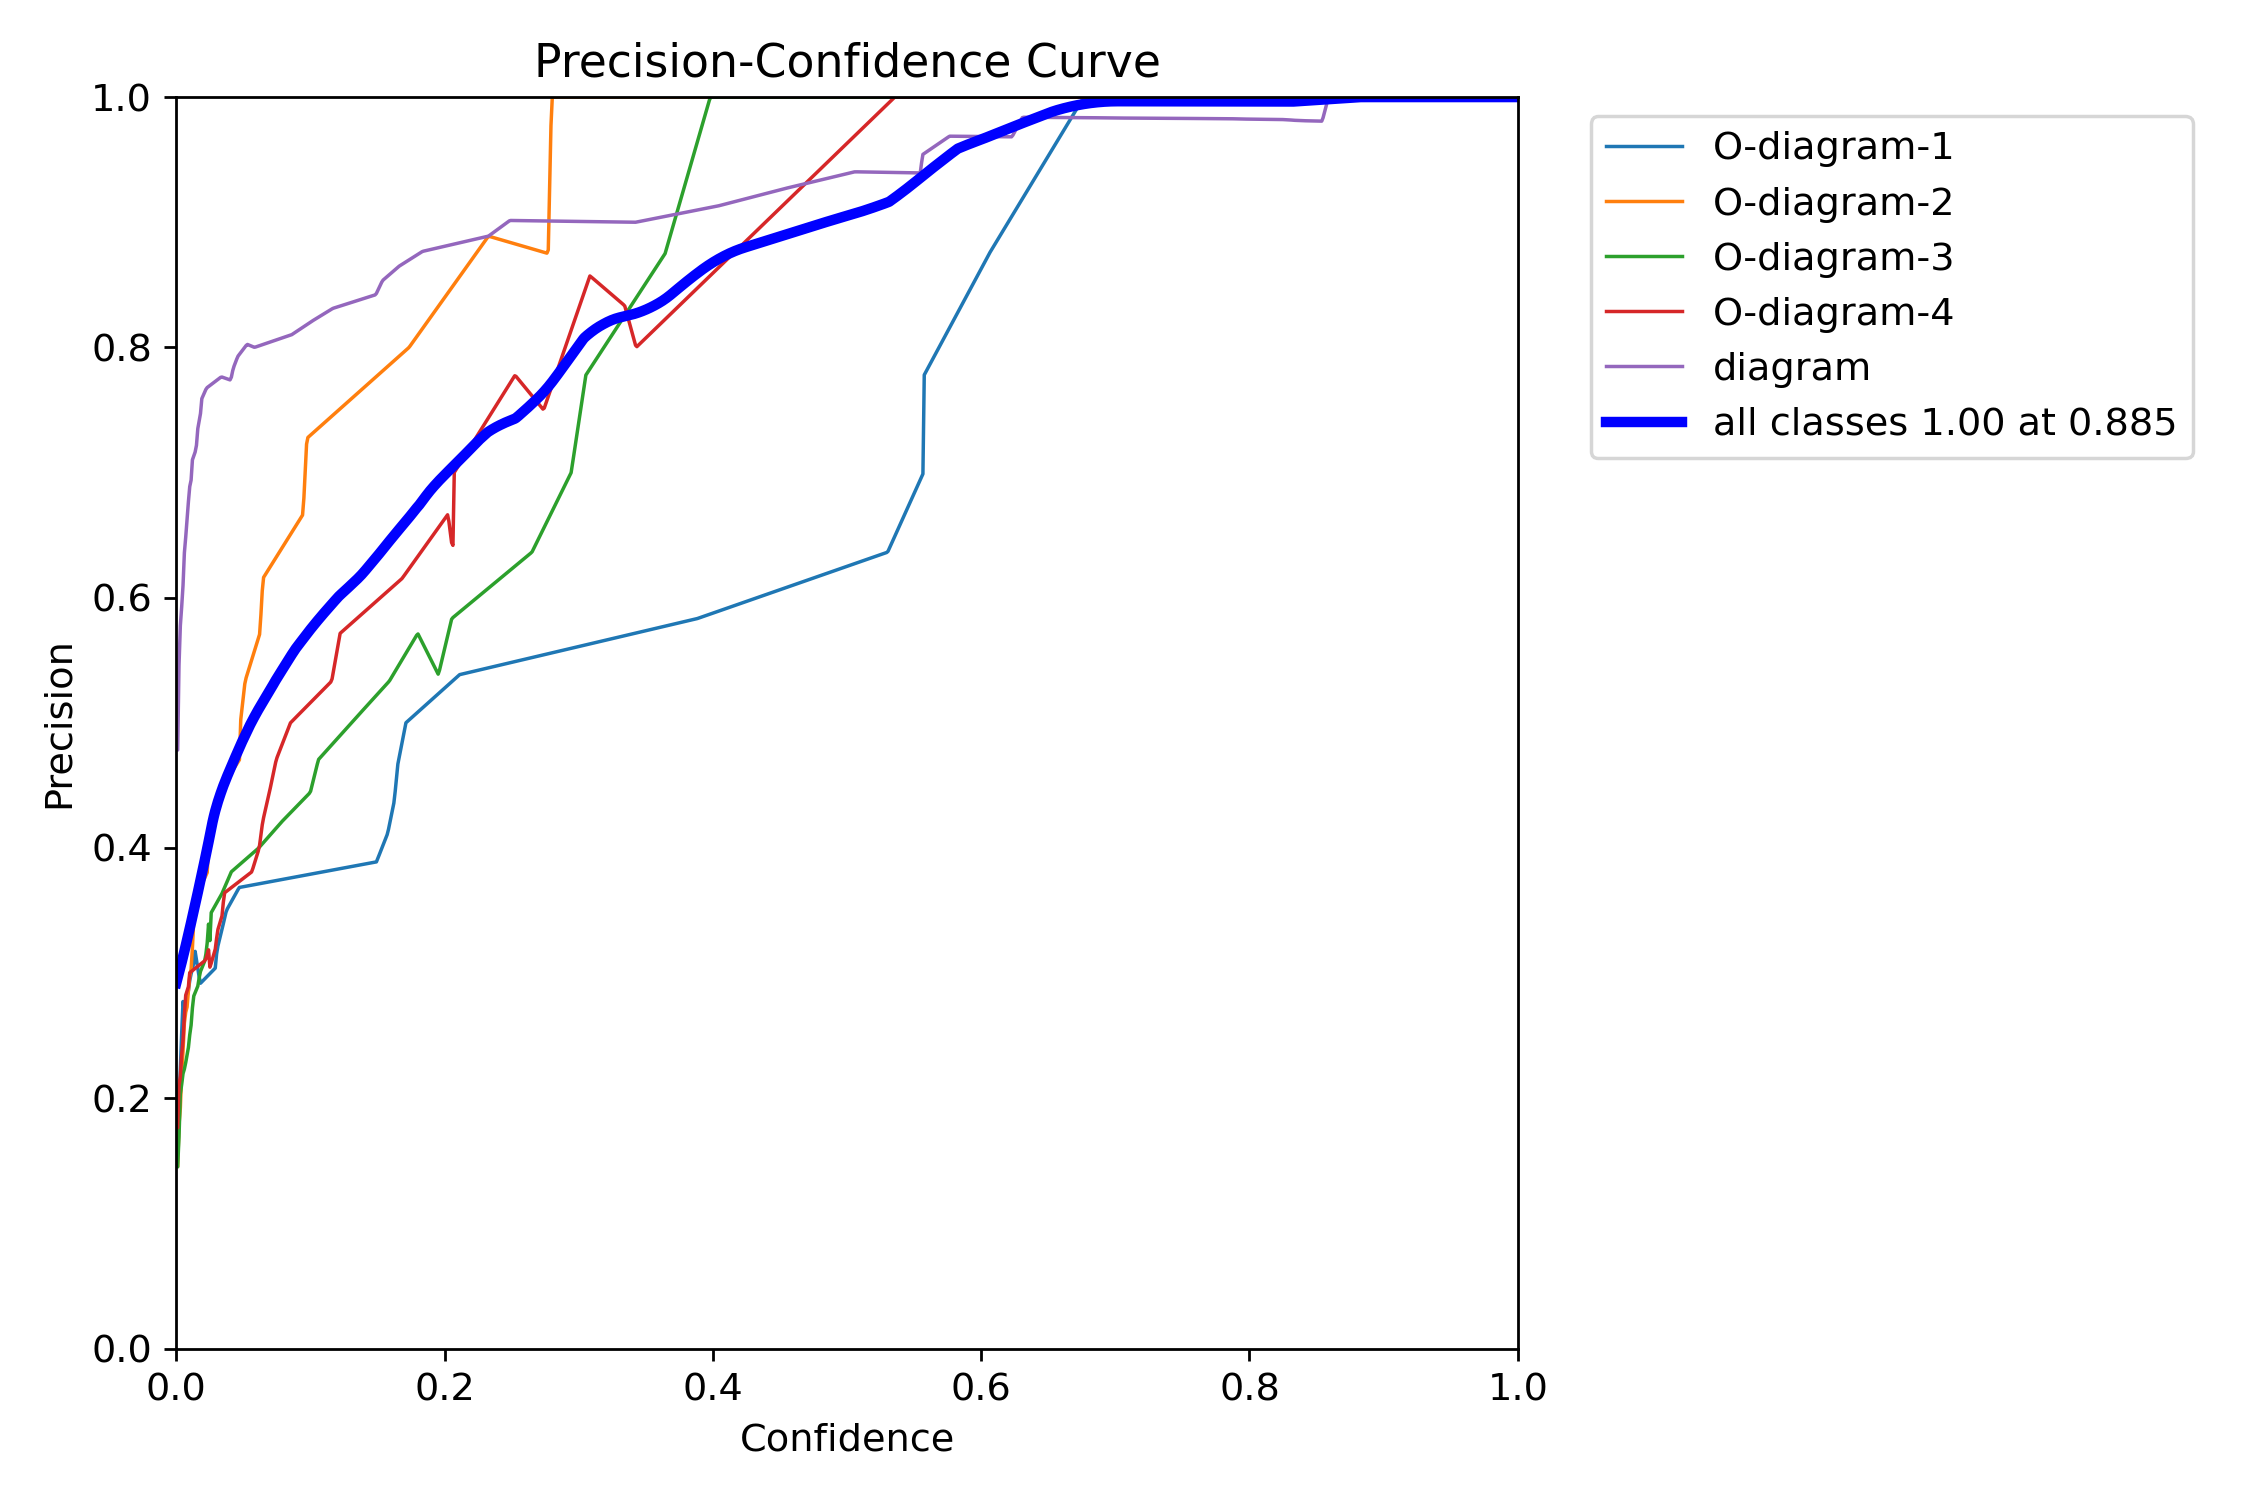 Precision-Confidence Curve
1.0
0.8
0.6
0.4
0.2
0.0
Precision
0.0 0.2 0.4 0.6 0.8 1.0
Confidence
O-diagram-1
O-diagram-2
O-diagram-3
O-diagram-4
diagram
all classes 1.00 at 0.885